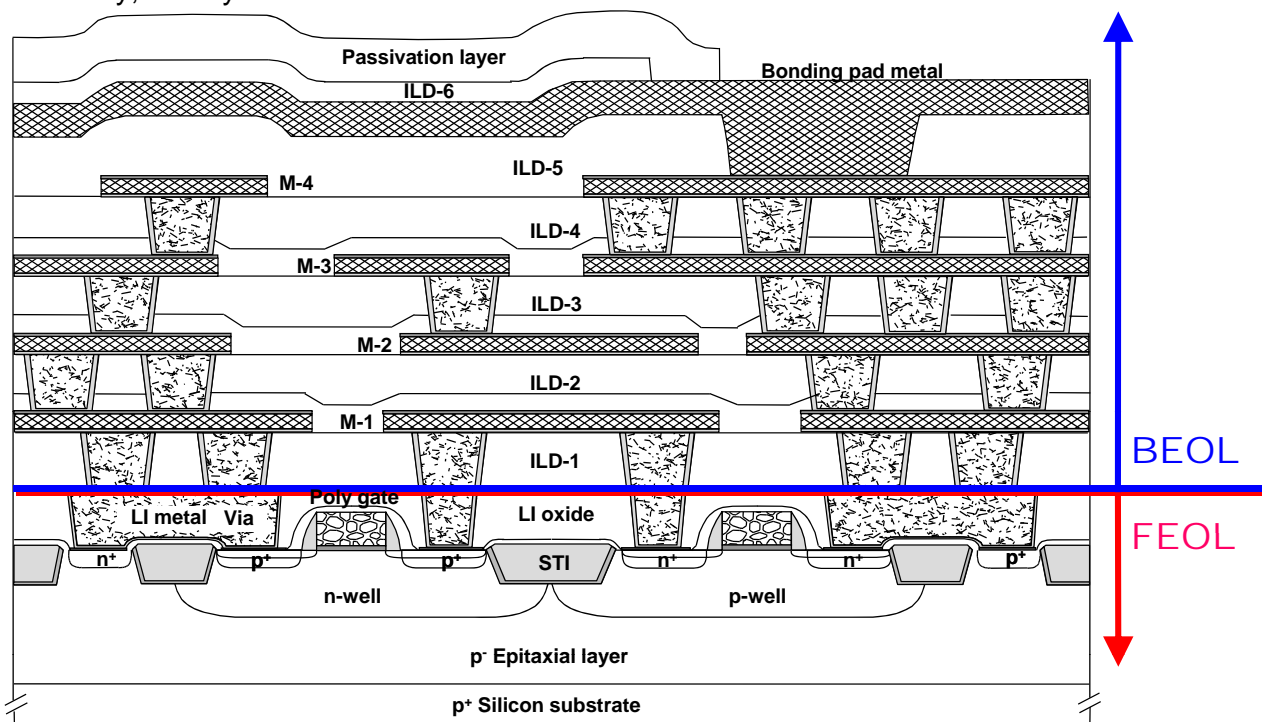 Passivation layer
Bonding pad metal
ILD-6
ILD-5
M-4
ILD-4
M-3
ILD-3
M-2
ILD-2
M-1
ILD-1
BEOL
Poly gate
LI metal Via LI oxide
FEOL
n+ p+ p+ STI n+ n+ p+
n-well p-well
p- Epitaxial layer
p+ Silicon substrate